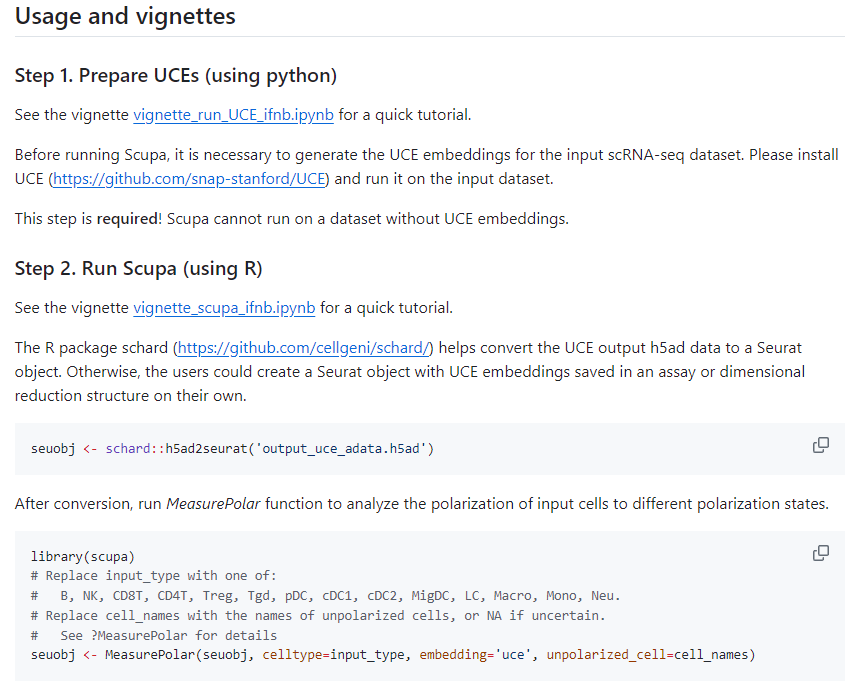 Usage and vignettes
Step 1. Prepare UCEs (using python)
See the vignette vignette_run_UCE_ifnb.ipynb for a quick tutorial.
Before running Scupa, it is necessary to generate the UCE embeddings for the input scRNA-seq dataset. Please install
UCE (https://github.com/snap-stanford/UCE) and run it on the input dataset.
This step is required! Scupa cannot run on a dataset without UCE embeddings.
Step 2. Run Scupa (using R)
See the vignette vignette_scupa_ifnb.ipynb for a quick tutorial.
The R package schard (https://github.com/cellgeni/schard/) helps convert the UCE output h5ad data to a Seurat
object. Otherwise, the users could create a Seurat object with UCE embeddings saved in an assay or dimensional
reduction structure on their own.
seuobj <- schard::h5ad2seurat('output_uce_adata.h5ad')
After conversion, run MeasurePolar function to analyze the polarization of input cells to different polarization states.
library(scupa)
# Replace input_type with one of:
#   B, NK, CD8T, CD4T, Treg, Tgd, pDC, cDC1, cDC2, MigDC, LC, Macro, Mono, Neu.
# Replace cell_names with the names of unpolarized cells, or NA if uncertain.
#   See ?MeasurePolar for details
seuobj <- MeasurePolar(seuobj, celltype=input_type, embedding='uce', unpolarized_cell=cell_names)